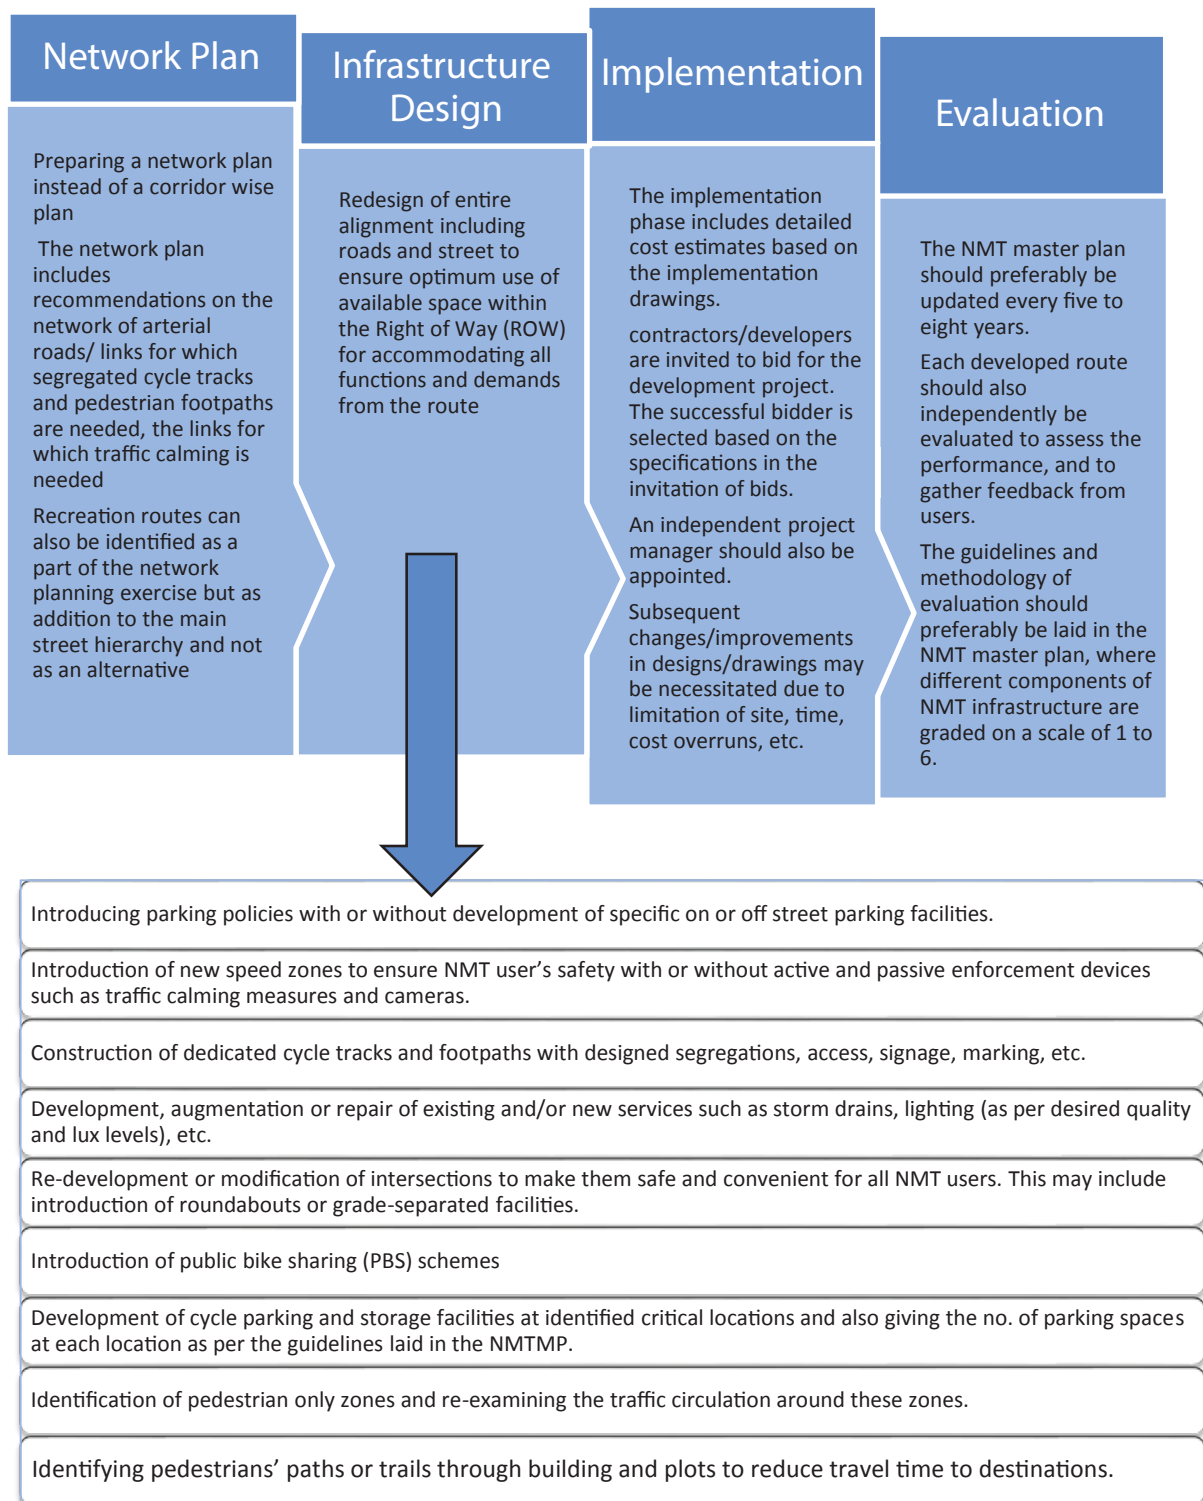 Network Plan
Preparing a network plan
instead of a corridor wise
plan
The network plan
includes
recommendations on the
network of arterial
roads/ links for which
segregated cycle tracks
and pedestrian footpaths
are needed, the links for
which traffic calming is
needed
Recreation routes can
also be identified as a
part of the network
planning exercise but as
addition to the main
street hierarchy and not
as an alternative
Infrastructure
Design
Redesign of entire
alignment including
roads and street to
ensure optimum use of
available space within
the Right of Way (ROW)
for accommodating all
functions and demands
from the route
Implementation
The implementation
phase includes detailed
cost estimates based on
the implementation
drawings.
contractors/developers
are invited to bid for the
development project.
The successful bidder is
selected based on the
specifications in the
invitation of bids.
An independent project
manager should also be
appointed.
Subsequent
changes/improvements
in designs/drawings may
be necessitated due to
limitation of site, time,
cost overruns, etc.
Evaluation
The NMT master plan
should preferably be
updated every five to
eight years.
Each developed route
should also
independently be
evaluated to assess the
performance, and to
gather feedback from
users.
The guidelines and
methodology of
evaluation should
preferably be laid in the
NMT master plan, where
different components of
NMT infrastructure are
graded on a scale of 1 to
6.
Introducing parking policies with or without development of specific on or off street parking facilities.
Introduction of new speed zones to ensure NMT user's safety with or without active and passive enforcement devices
such as traffic calming measures and cameras.
Construction of dedicated cycle tracks and footpaths with designed segregations, access, signage, marking, etc.
Development, augmentation or repair of existing and/or new services such as storm drains, lighting (as per desired quality
and lux levels), etc.
Re-development or modification of intersections to make them safe and convenient for all NMT users. This may include
introduction of roundabouts or grade-separated facilities.
Introduction of public bike sharing (PBS) schemes
Development of cycle parking and storage facilities at identified critical locations and also giving the no. of parking spaces
at each location as per the guidelines laid in the NMTMP.
Identification of pedestrian only zones and re-examining the traffic circulation around these zones.
Identifying pedestrians' paths or trails through building and plots to reduce travel time to destinations.